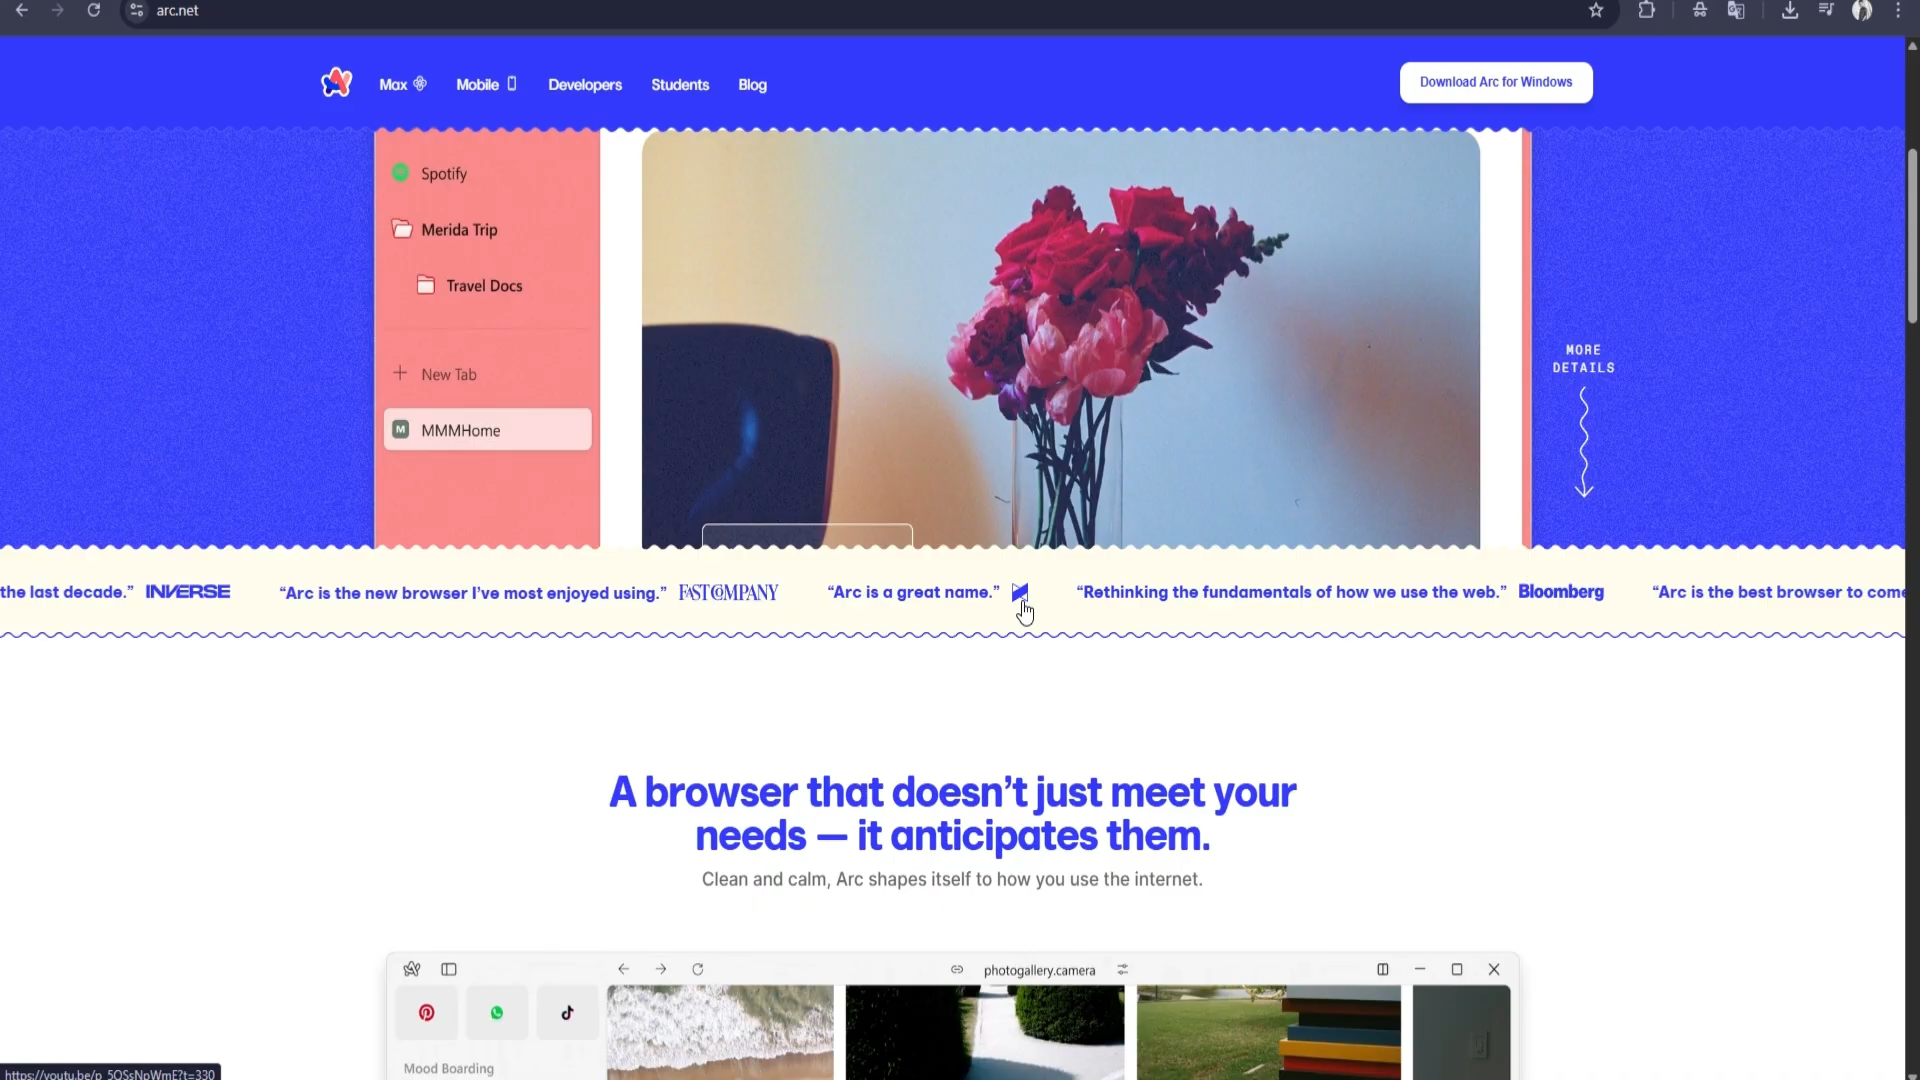 arc.net
Max
Mobile
Developers
Students
Blog
Download Arc for Windows
Spotify
Merida Trip
Travel Docs
New Tab
M MMMHome
MORE
DETAILS
the last decade.” INVERSE “Arc is the new browser I’ve most enjoyed using.” FAST COMPANY “Arc is a great name.” “Rethinking the fundamentals of how we use the web.” Bloomberg “Arc is the best browser to come
A browser that doesn’t just meet your
needs — it anticipates them.
Clean and calm, Arc shapes itself to how you use the internet.
photogallery.camera
Mood Boarding
https://youtu.be/p_5QSsNpWmE?t=330